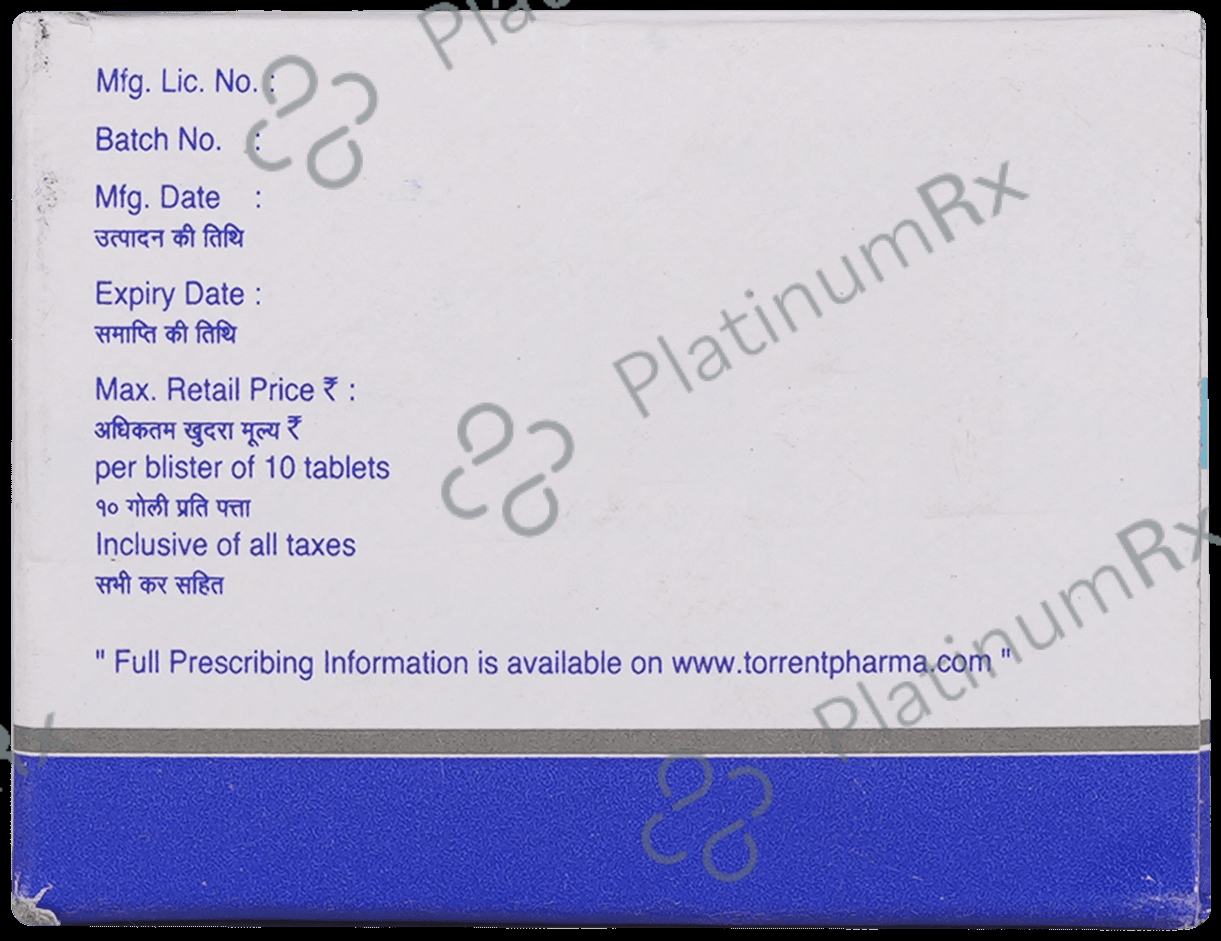 Mfg. Lic. No. :
Batch No. :
Mfg. Date :
उत्पादन की तिथि
Expiry Date :
समाप्ति की तिथि
Max. Retail Price ₹ :
अधिकतम खुदरा मूल्य ₹
per blister of 10 tablets
१० गोली प्रति पत्ता
Inclusive of all taxes
सभी कर सहित
" Full Prescribing Information is available on www.torrentpharma.com "
PlatinumRx
PlatinumRx
Pla
Rx